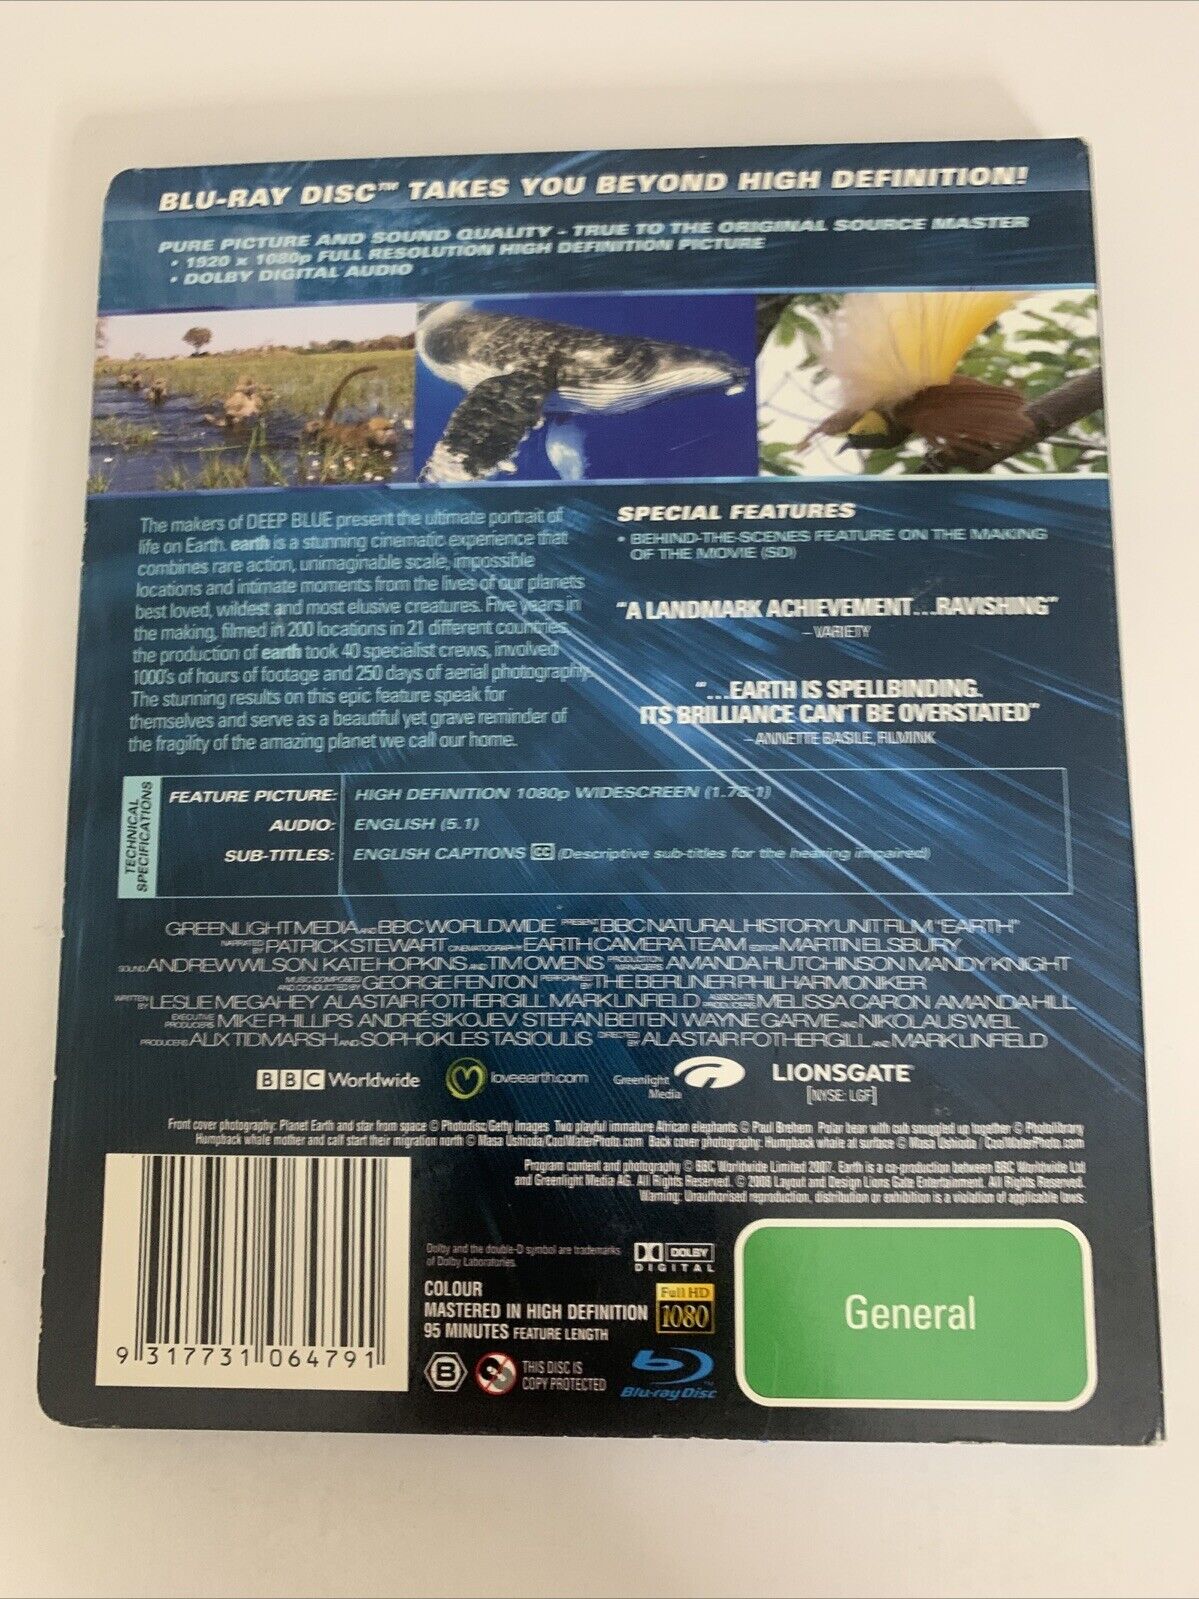 BLU-RAY DISC™ TAKES YOU BEYOND HIGH DEFINITION!
PURE PICTURE AND SOUND QUALITY - TRUE TO THE ORIGINAL SOURCE MASTER
• 1920 x 1080p FULL RESOLUTION HIGH DEFINITION PICTURE
• DOLBY DIGITAL AUDIO
The makers of DEEP BLUE present the ultimate portrait of
life on Earth. earth is a stunning cinematic experience that
combines rare action, unimaginable scale, impossible
locations and intimate moments from the lives of our planets
best loved, wildest and most elusive creatures. Five years in
the making, filmed in 200 locations in 21 different countries,
the production of earth took 40 specialist crews, involved
1000's of hours of footage and 250 days of aerial photography.
The stunning results on this epic feature speak for
themselves and serve as a beautiful yet grave reminder of
the fragility of the amazing planet we call our home.
SPECIAL FEATURES
• BEHIND-THE-SCENES FEATURE ON THE MAKING
OF THE MOVIE (SD)
"A LANDMARK ACHIEVEMENT...RAVISHING"
– VARIETY
"...EARTH IS SPELLBINDING.
ITS BRILLIANCE CAN'T BE OVERSTATED"
– ANNETTE BASILE, FILMINK
TECHNICAL
SPECIFICATIONS
FEATURE PICTURE: HIGH DEFINITION 1080p WIDESCREEN (1.78:1)
AUDIO: ENGLISH (5.1)
SUB-TITLES: ENGLISH CAPTIONS CC (Descriptive sub-titles for the hearing impaired)
GREENLIGHT MEDIA AND BBC WORLDWIDE PRESENT A BBC NATURAL HISTORY UNIT FILM "EARTH"
NARRATED BY PATRICK STEWART CINEMATOGRAPHY EARTH CAMERA TEAM EDITOR MARTIN ELSBURY
SOUND ANDREW WILSON KATE HOPKINS AND TIM OWENS PRODUCTION MANAGERS AMANDA HUTCHINSON MANDY KNIGHT
MUSIC COMPOSED AND CONDUCTED BY GEORGE FENTON PERFORMED BY THE BERLINER PHILHARMONIKER
WRITTEN BY LESLIE MEGAHEY ALASTAIR FOTHERGILL MARK LINFIELD ASSOCIATE PRODUCERS MELISSA CARON AMANDA HILL
EXECUTIVE PRODUCERS MIKE PHILLIPS ANDRÉ SIKOJEV STEFAN BEITEN WAYNE GARVIE AND NIKOLAUS WEIL
PRODUCERS ALIX TIDMARSH AND SOPHOKLES TASIOULIS DIRECTED BY ALASTAIR FOTHERGILL AND MARK LINFIELD
BBC Worldwide
loveearth.com
Greenlight
Media
LIONSGATE
[NYSE: LGF]
Front cover photography: Planet Earth and star from space © Photodisc/Getty Images. Two playful immature African elephants © Paul Brehem. Polar bear with cub snuggled up together © Photolibrary
Humpback whale mother and calf start their migration north © Masa Ushioda/CoolWaterPhoto.com. Back cover photography: Humpback whale at surface © Masa Ushioda / CoolWaterPhoto.com
Program content and photography © BBC Worldwide Limited 2007. Earth is a co-production between BBC Worldwide Ltd
and Greenlight Media AG. All Rights Reserved. © 2008 Layout and Design Lions Gate Entertainment. All Rights Reserved.
Warning: Unauthorised reproduction, distribution or exhibition is a violation of applicable laws.
9 317731 064791
Dolby and the double-D symbol are trademarks
of Dolby Laboratories.
DOLBY
DIGITAL
COLOUR
MASTERED IN HIGH DEFINITION
95 MINUTES FEATURE LENGTH
Full HD
1080
B
THIS DISC IS
COPY PROTECTED
Blu-ray Disc™
General